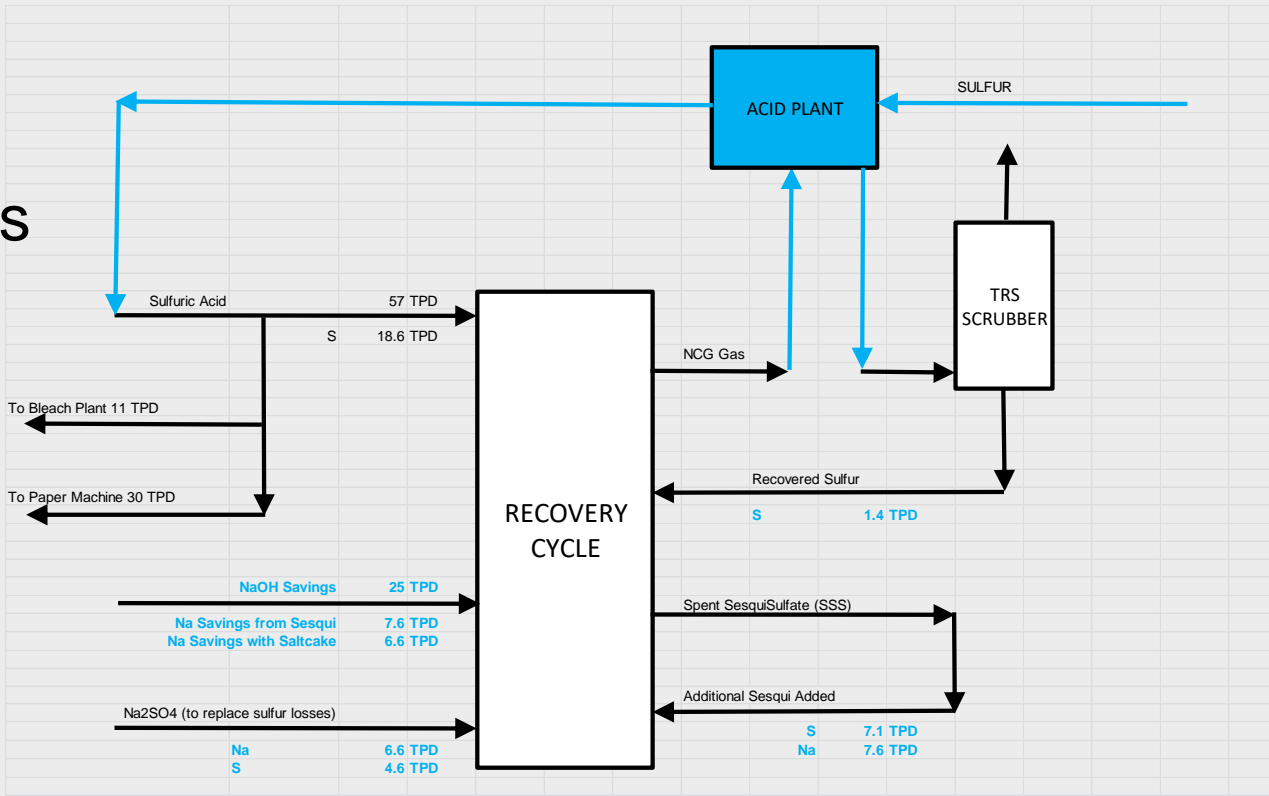 ACID PLANT
SULFUR
s
TRS
SCRUBBER
Sulfuric Acid 57 TPD
S 18.6 TPD
NCG Gas
To Bleach Plant 11 TPD
To Paper Machine 30 TPD
Recovered Sulfur
S 1.4 TPD
RECOVERY
CYCLE
NaOH Savings 25 TPD
Na Savings from Sesqui 7.6 TPD
Na Savings with Saltcake 6.6 TPD
Spent SesquiSulfate (SSS)
Additional Sesqui Added
S 7.1 TPD
Na 7.6 TPD
Na2SO4 (to replace sulfur losses)
Na 6.6 TPD
S 4.6 TPD